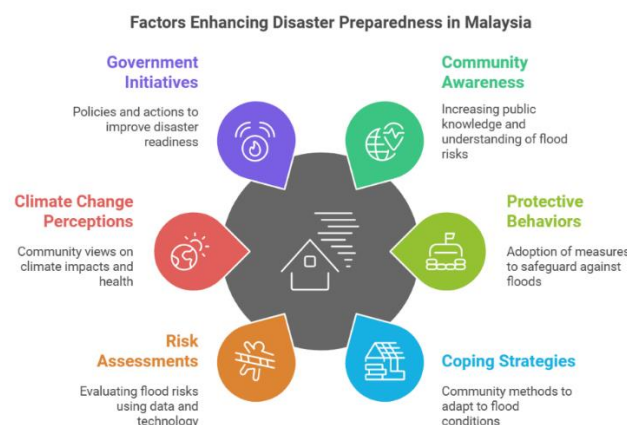 Factors Enhancing Disaster Preparedness in Malaysia
Government
Initiatives
Policies and actions to
improve disaster
readiness
Community
Awareness
Increasing public
knowledge and
understanding of flood
risks
Climate Change
Perceptions
Community views on
climate impacts and
health
Protective
Behaviors
Adoption of measures
to safeguard against
floods
Risk
Assessments
Evaluating flood risks
using data and
technology
Coping Strategies
Community methods to
adapt to flood
conditions